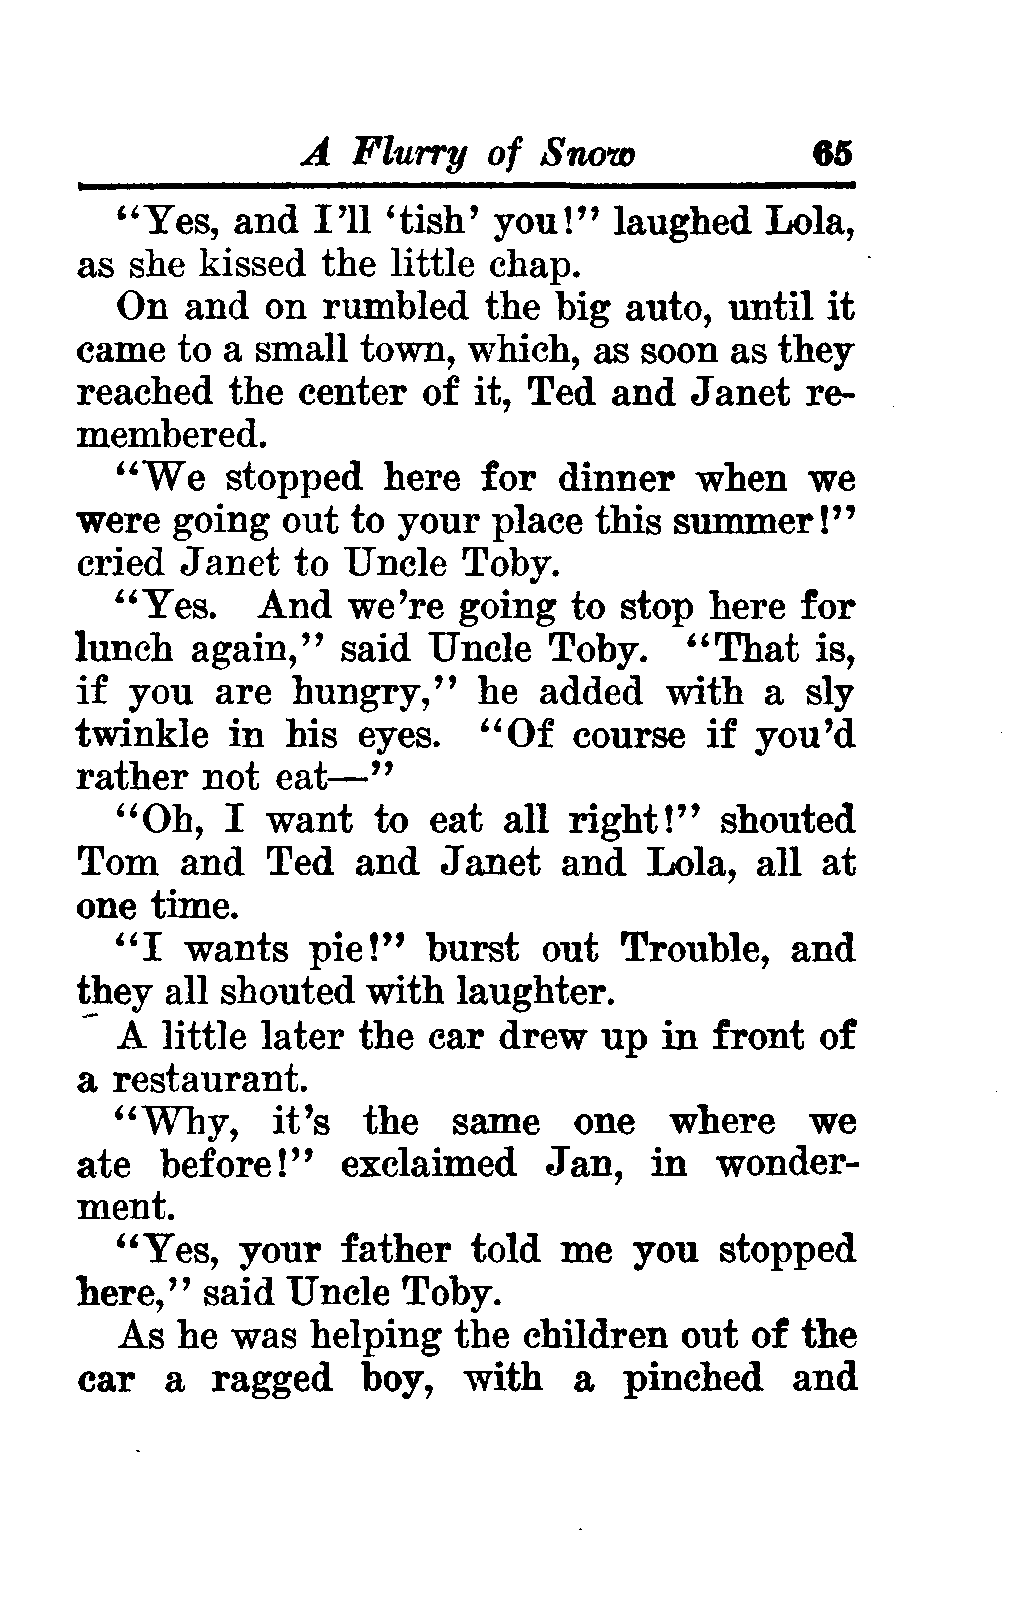 A Flurry of Snow 65
“Yes, and I’ll ‘tish’ you!” laughed Lola,
as she kissed the little chap.
On and on rumbled the big auto, until it
came to a small town, which, as soon as they
reached the center of it, Ted and Janet re-
membered.
“We stopped here for dinner when we
were going out to your place this summer!”
cried Janet to Uncle Toby.
“Yes. And we’re going to stop here for
lunch again,” said Uncle Toby. “That is,
if you are hungry,” he added with a sly
twinkle in his eyes. “Of course if you’d
rather not eat—”
“Oh, I want to eat all right!” shouted
Tom and Ted and Janet and Lola, all at
one time.
“I wants pie!” burst out Trouble, and
they all shouted with laughter.
A little later the car drew up in front of
a restaurant.
“Why, it’s the same one where we
ate before!” exclaimed Jan, in wonder-
ment.
“Yes, your father told me you stopped
here,” said Uncle Toby.
As he was helping the children out of the
car a ragged boy, with a pinched and